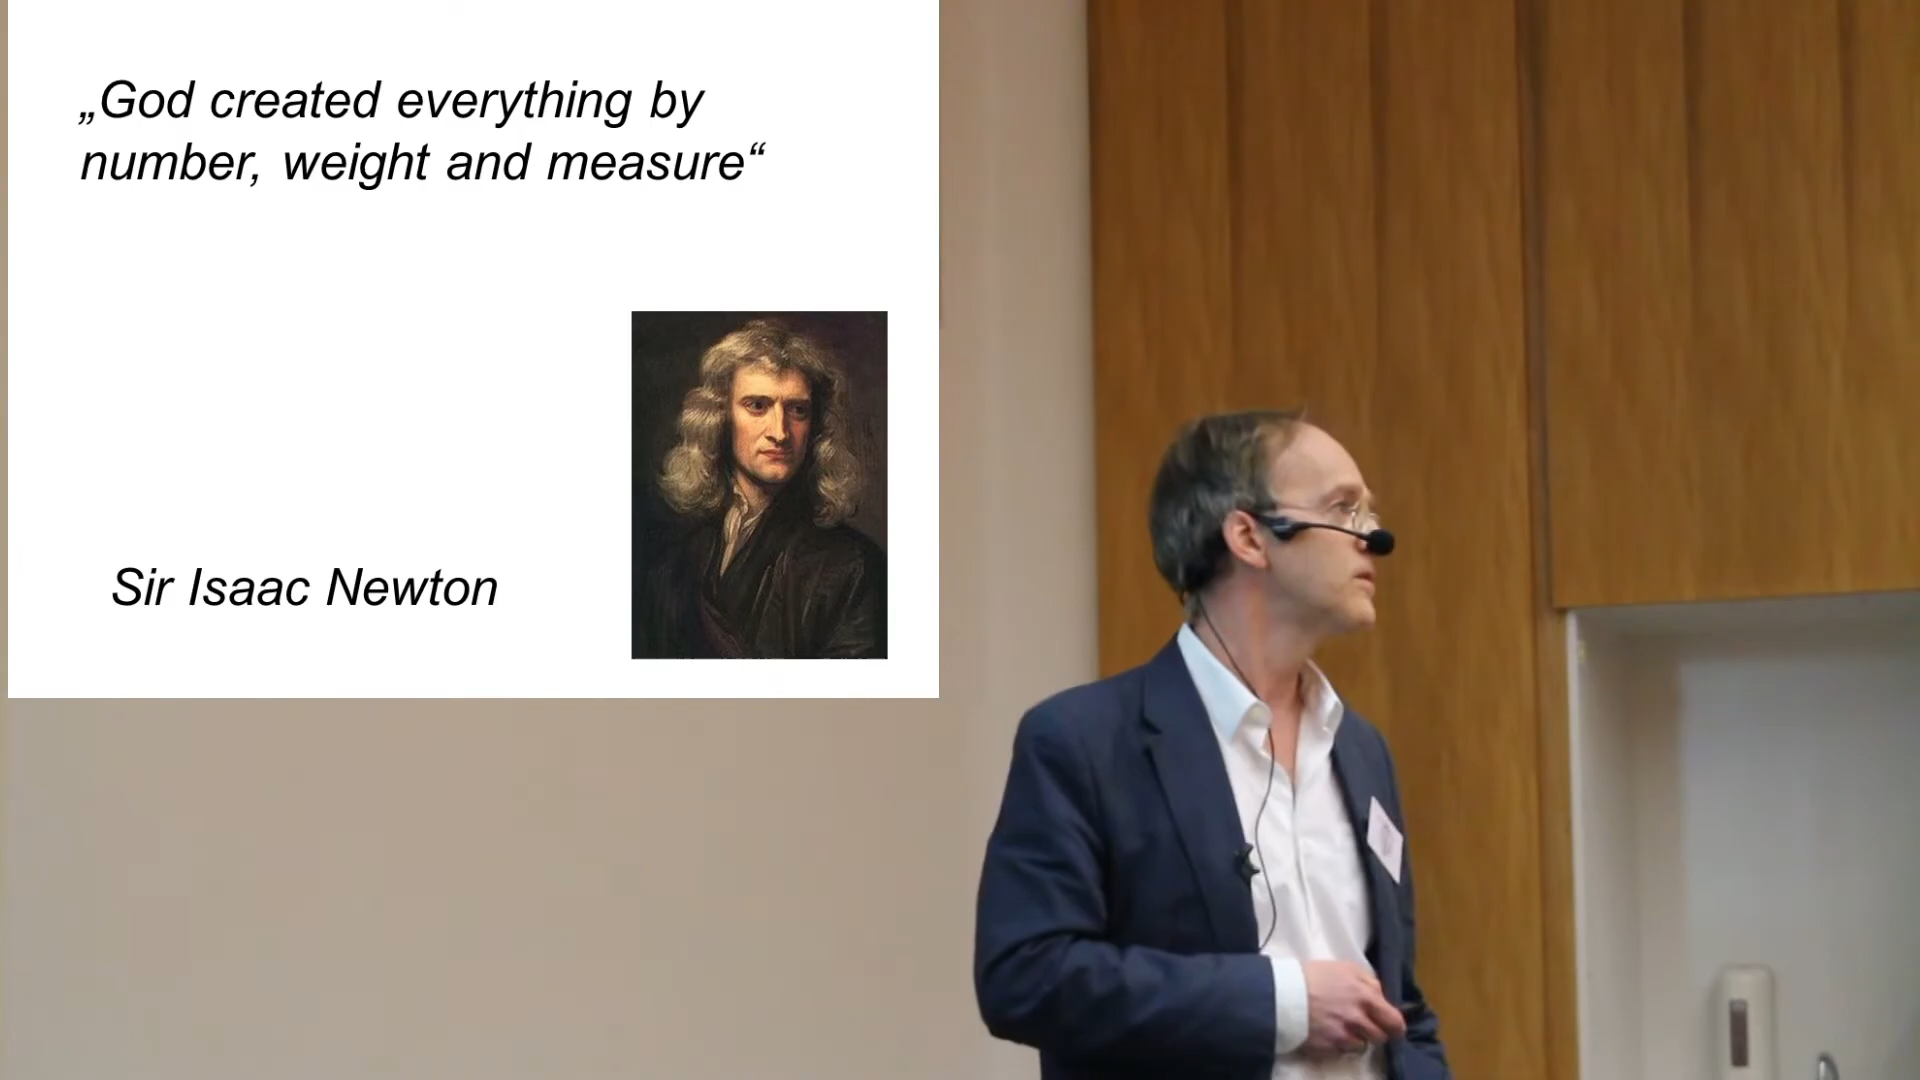 „God created everything by
number, weight and measure“
Sir Isaac Newton